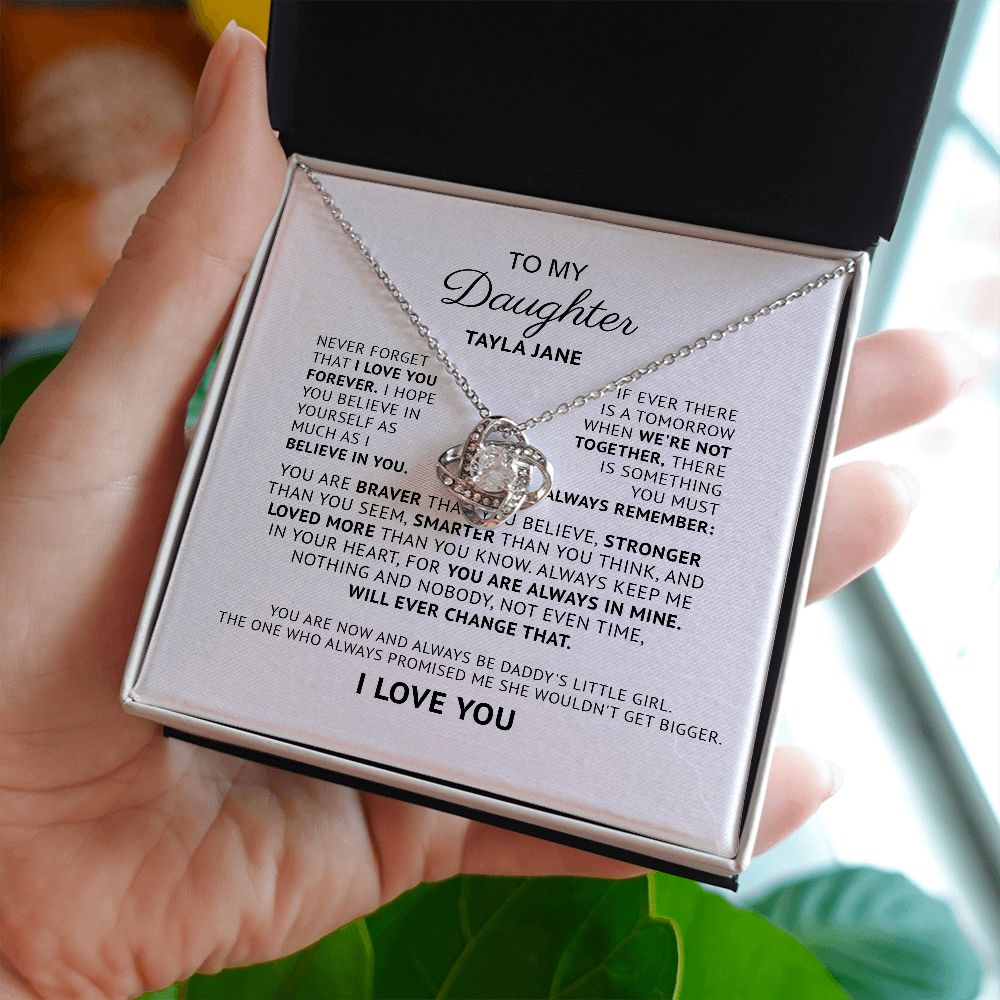 TO MY
Daughter
TAYLA JANE
NEVER FORGET
THAT I LOVE YOU
FOREVER. I HOPE
YOU BELIEVE IN
YOURSELF AS
MUCH AS I
BELIEVE IN YOU.
IF EVER THERE
IS A TOMORROW
WHEN WE'RE NOT
TOGETHER, THERE
IS SOMETHING
YOU MUST
ALWAYS REMEMBER:
YOU ARE BRAVER THA OU BELIEVE, STRONGER
THAN YOU SEEM, SMARTER THAN YOU THINK, AND
LOVED MORE THAN YOU KNOW. ALWAYS KEEP ME
IN YOUR HEART, FOR YOU ARE ALWAYS IN MINE.
NOTHING AND NOBODY, NOT EVEN TIME,
WILL EVER CHANGE THAT.
YOU ARE NOW AND ALWAYS BE DADDY'S LITTLE GIRL.
THE ONE WHO ALWAYS PROMISED ME SHE WOULDN'T GET BIGGER.
I LOVE YOU